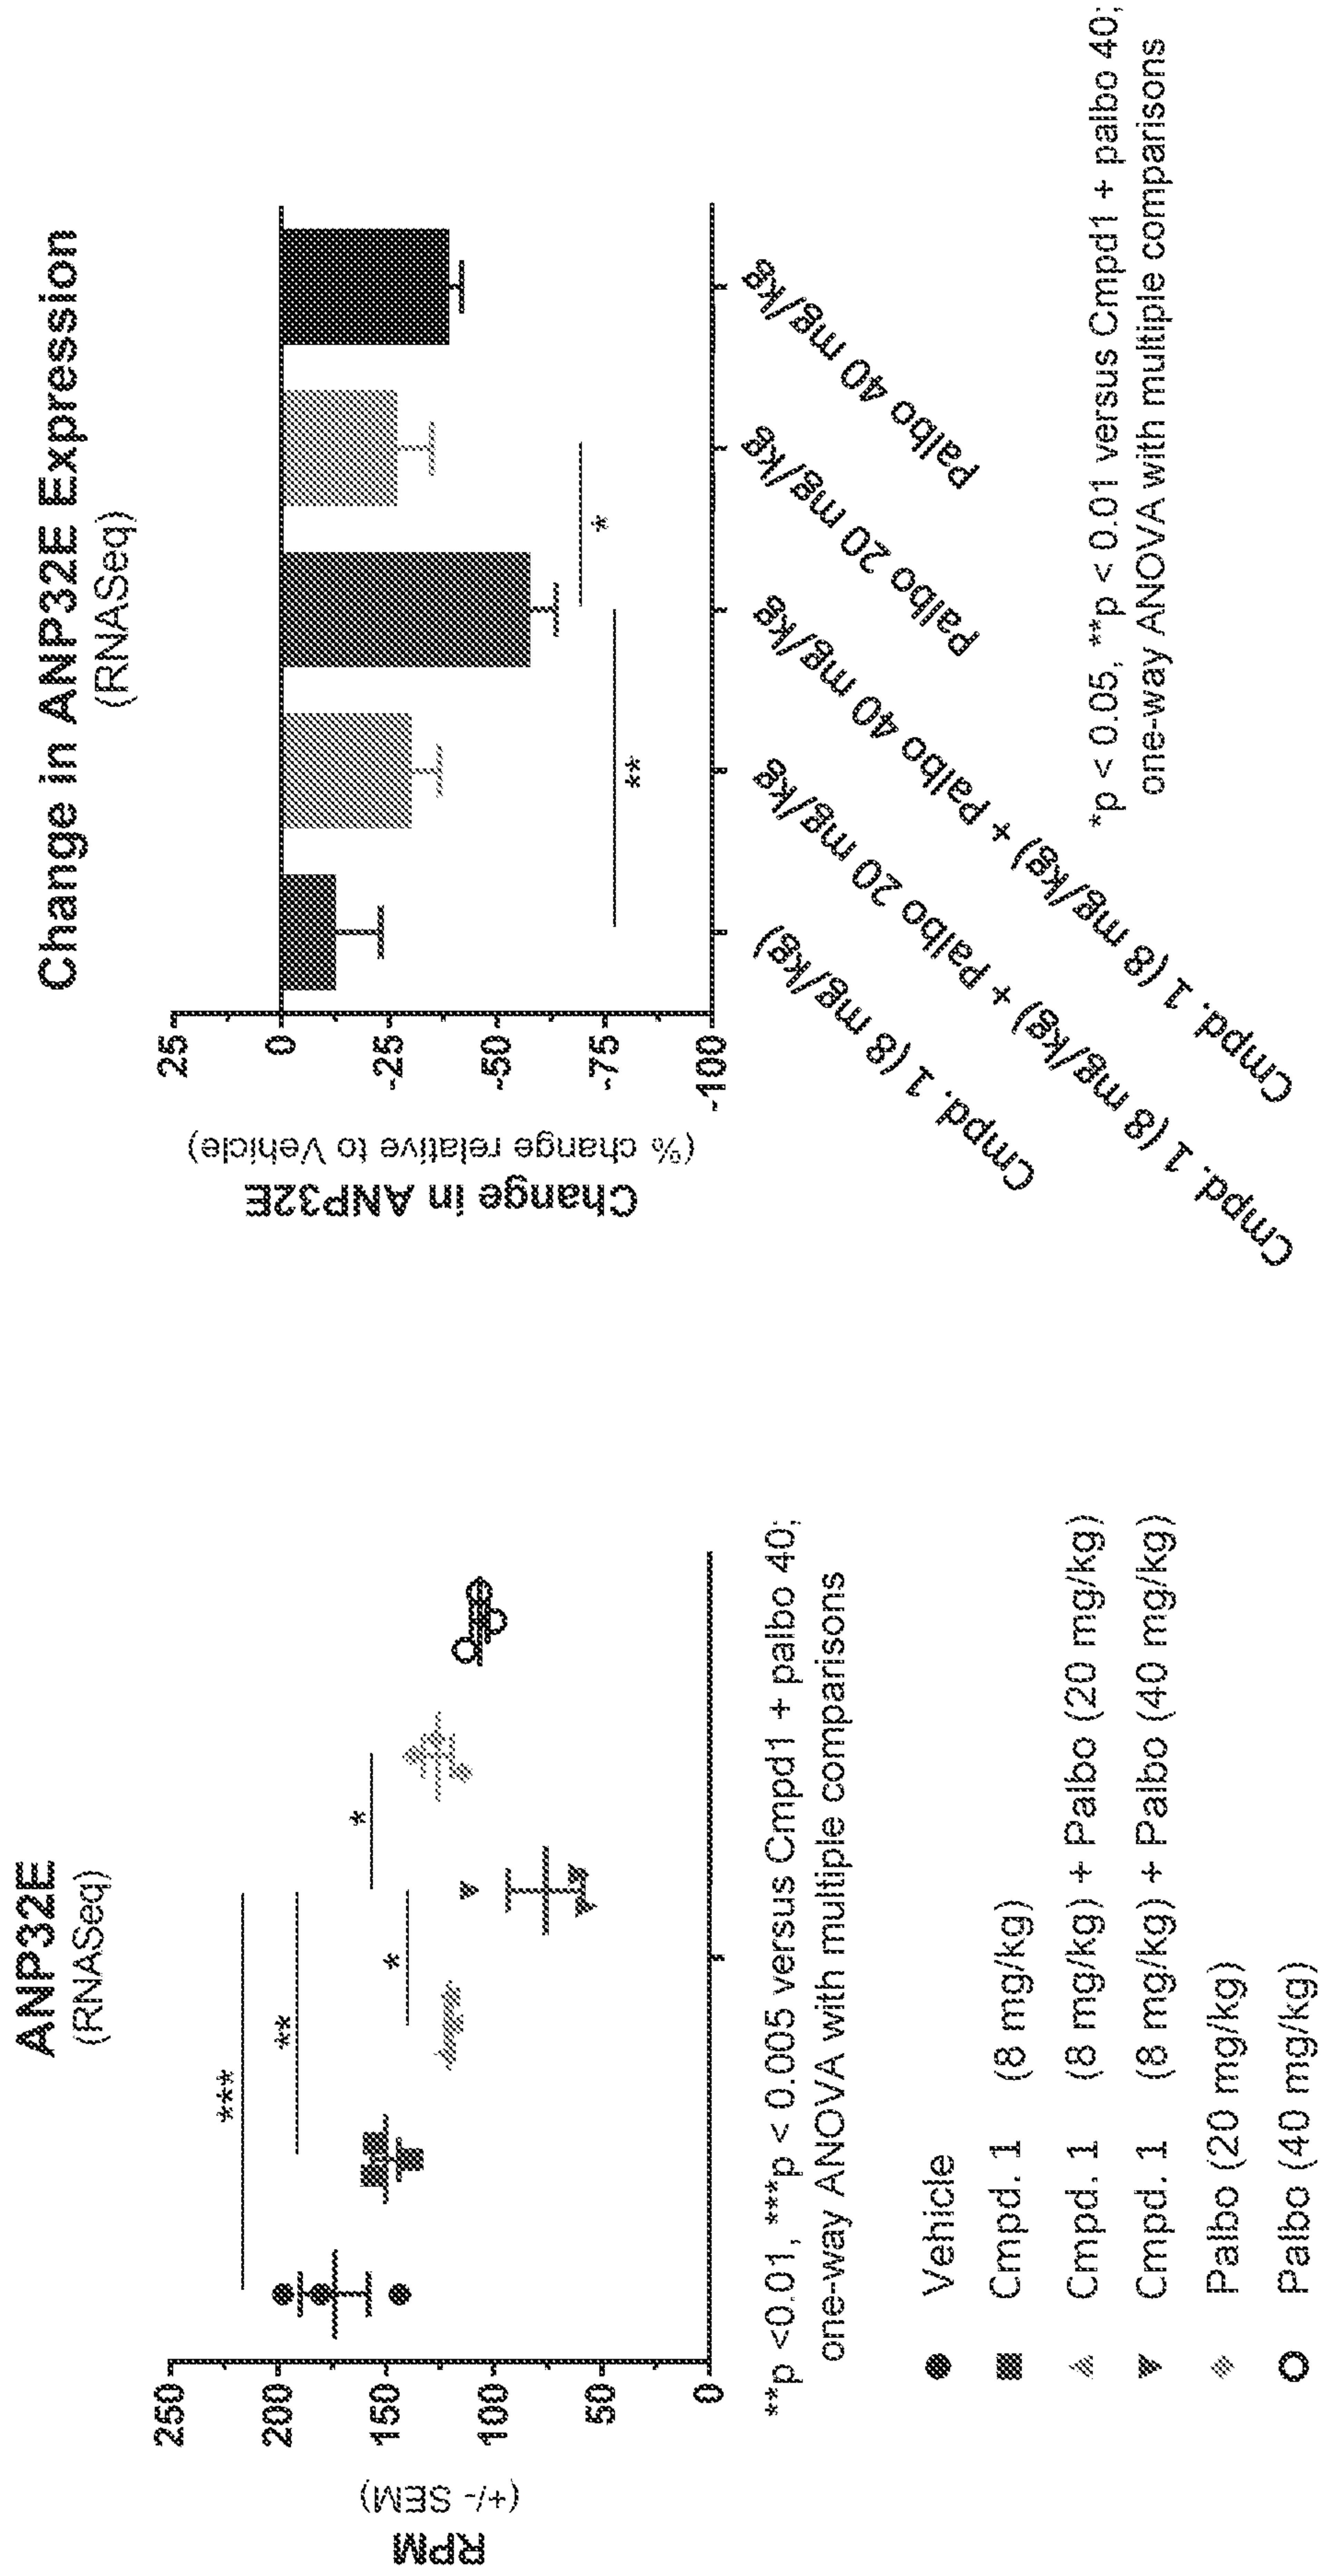 ANP32E
(RNASeq)
RPM
(+/- SEM)
250
200
150
100
50
0
***
**
*
*
**p <0.01, ***p < 0.005 versus Cmpd1 + palbo 40;
one-way ANOVA with multiple comparisons
Vehicle
Cmpd. 1 (8 mg/kg)
Cmpd. 1 (8 mg/kg) + Palbo (20 mg/kg)
Cmpd. 1 (8 mg/kg) + Palbo (40 mg/kg)
Palbo (20 mg/kg)
Palbo (40 mg/kg)
Change in ANP32E Expression
(RNASeq)
Change in ANP32E
(% change relative to Vehicle)
25
0
-25
-50
-75
-100
*
**
Cmpd. 1 (8 mg/kg)
Cmpd. 1 (8 mg/kg) + Palbo 20 mg/kg
Cmpd. 1 (8 mg/kg) + Palbo 40 mg/kg
Palbo 20 mg/kg
Palbo 40 mg/kg
*p < 0.05, **p < 0.01 versus Cmpd1 + palbo 40;
one-way ANOVA with multiple comparisons